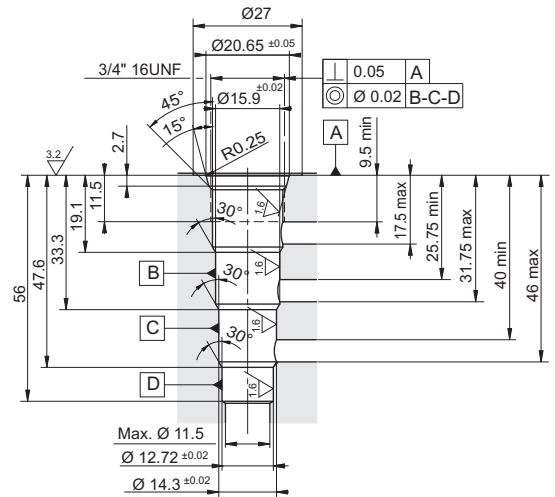 Ø27
Ø20.65 ±0.05
3/4" 16UNF
±0.02
Ø15.9
⊥ 0.05 A
◎ Ø 0.02 B-C-D
45°
15°
R0.25
A
3.2
2.7
11.5
19.1
33.3
47.6
56
9.5 min
17.5 max
25.75 min
31.75 max
40 min
46 max
30°
1.6
B
30°
1.6
C
30°
1.6
D
1.6
Max. Ø 11.5
Ø 12.72 ±0.02
Ø 14.3 ±0.02